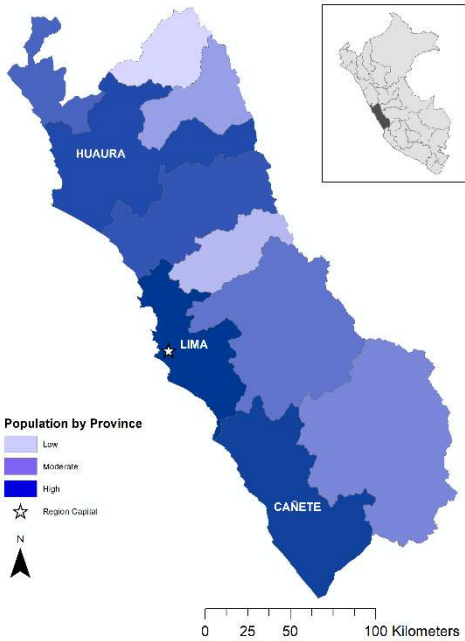 HUAURA
LIMA
CAÑETE
Population by Province
Low
Moderate
High
Region Capital
N
0 25 50 100 Kilometers